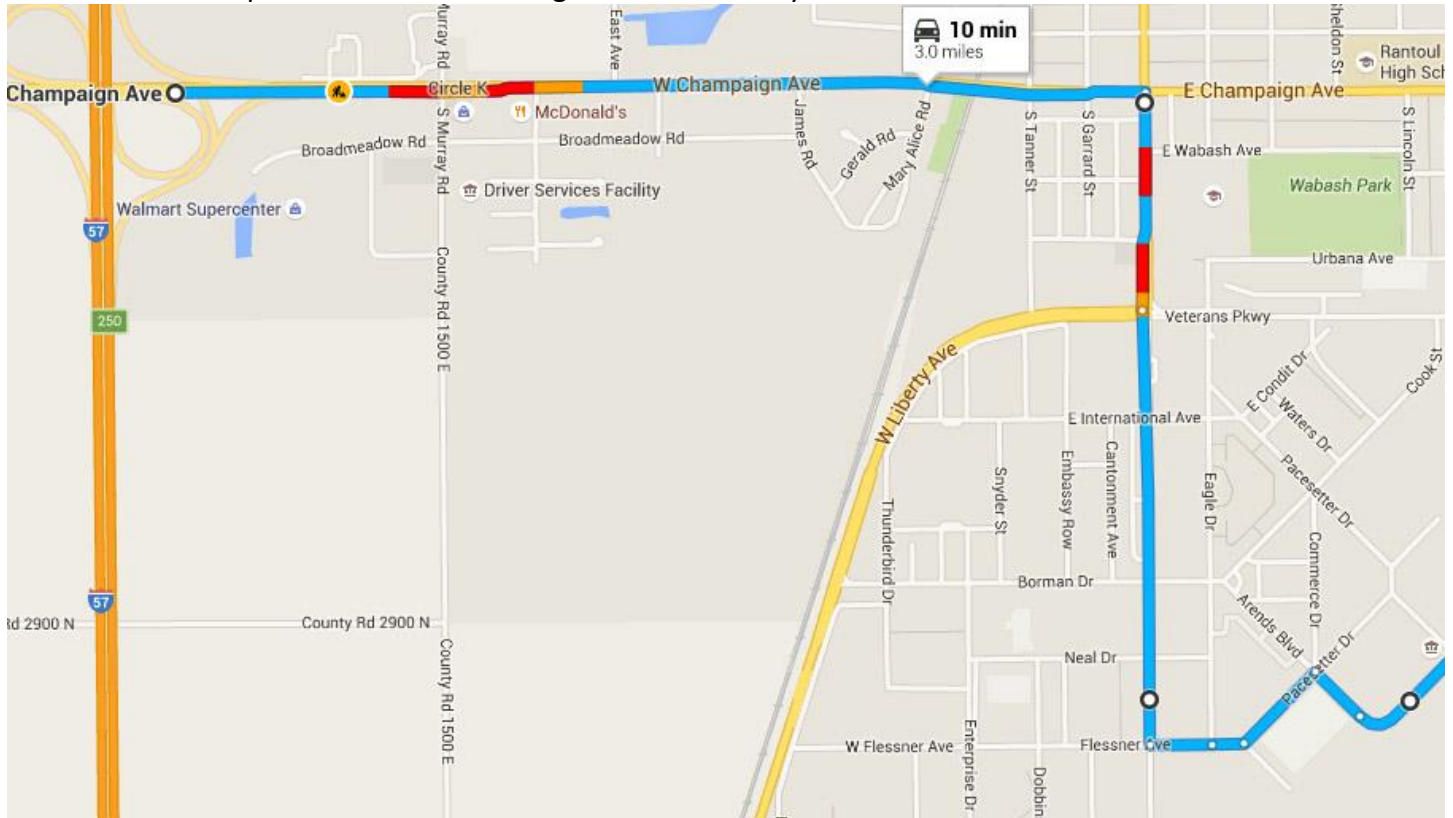 10 min
3.0 miles
Murray Rd
East Ave
Sheldon St
Rantoul
High Sch
Champaign Ave
Circle K
W Champaign Ave
E Champaign Ave
McDonald's
Broadmeadow Rd
Broadmeadow Rd
S Murray Rd
James Rd
Gerald Rd
Mary Alice Rd
S Tanner St
S Garrard St
E Wabash Ave
S Lincoln St
Wabash Park
Driver Services Facility
Walmart Supercenter
57
County Rd 1500 E
Urbana Ave
250
Veterans Pkwy
W Liberty Ave
E Condit Dr
Cook St
Waters Dr
E International Ave
Pacesetter Dr
Snyder St
Embassy Row
Cantonment Ave
Eagle Dr
Thunderbird Dr
Commerce Dr
Borman Dr
57
Rd 2900 N
County Rd 2900 N
Arends Blvd
County Rd 1500 E
Neal Dr
Pacesetter Dr
Enterprise Dr
W Flessner Ave
Flessner Ave
Dobbin